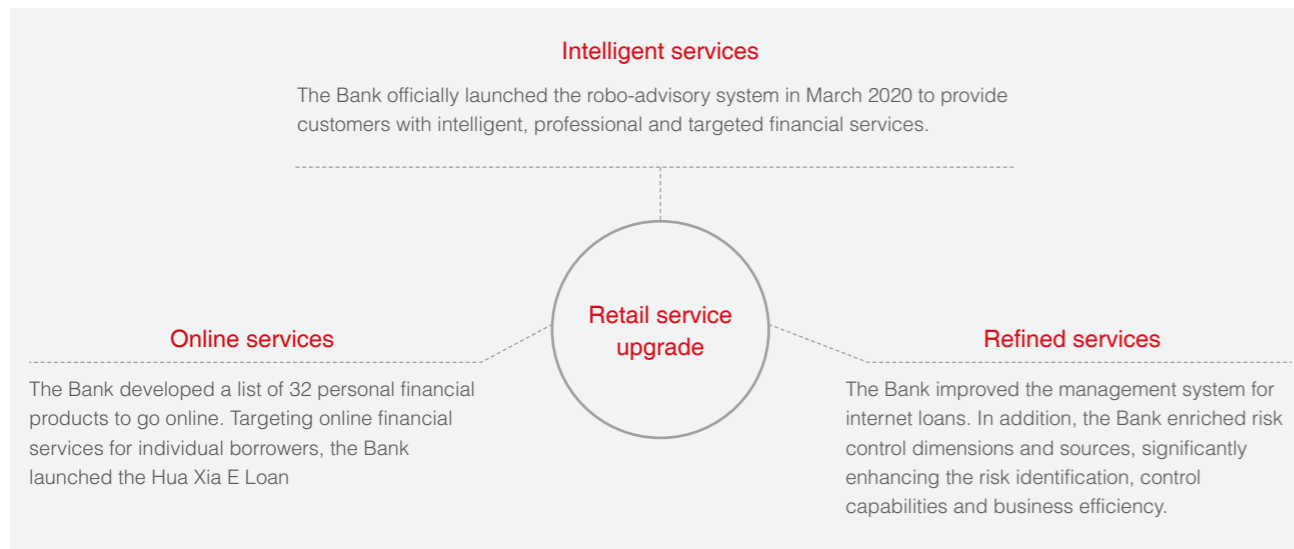 Intelligent services
The Bank officially launched the robo-advisory system in March 2020 to provide
customers with intelligent, professional and targeted financial services.
Retail service
upgrade
Online services
The Bank developed a list of 32 personal financial
products to go online. Targeting online financial
services for individual borrowers, the Bank
launched the Hua Xia E Loan
Refined services
The Bank improved the management system for
internet loans. In addition, the Bank enriched risk
control dimensions and sources, significantly
enhancing the risk identification, control
capabilities and business efficiency.